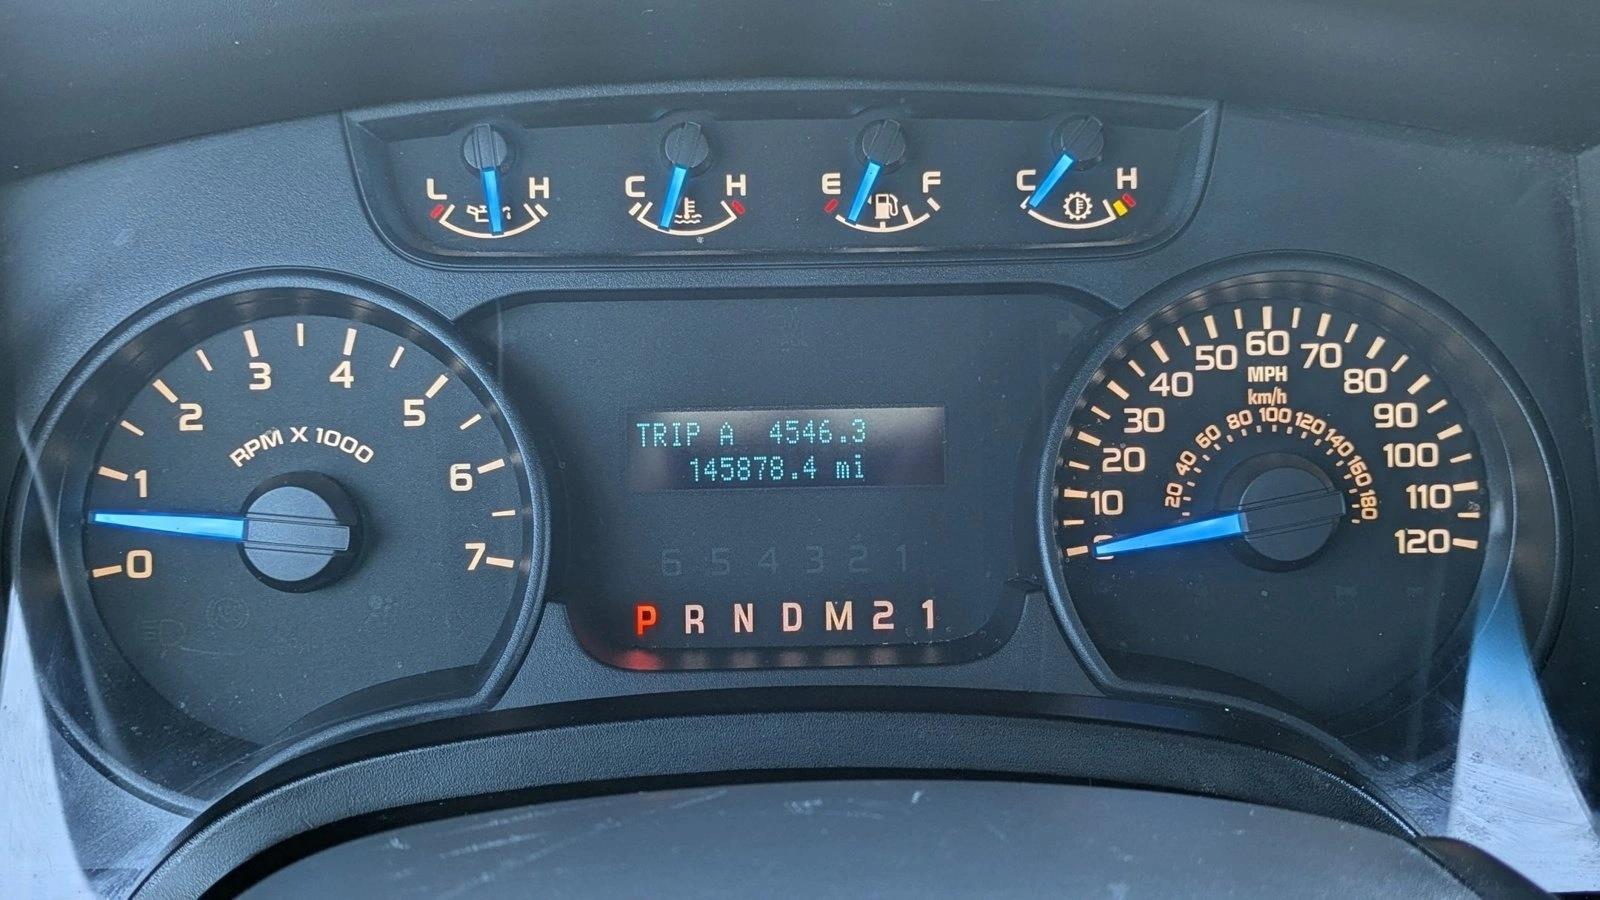 L H C H E F C H
0 1 2 3 4 5 6 7
RPM X 1000
TRIP A 4546.3
145878.4 mi
6 5 4 3 2 1
P R N D M 2 1
0 10 20 30 40 50 60 70 80 90 100 110 120
MPH
km/h
20 40 60 80 100 120 140 160 180